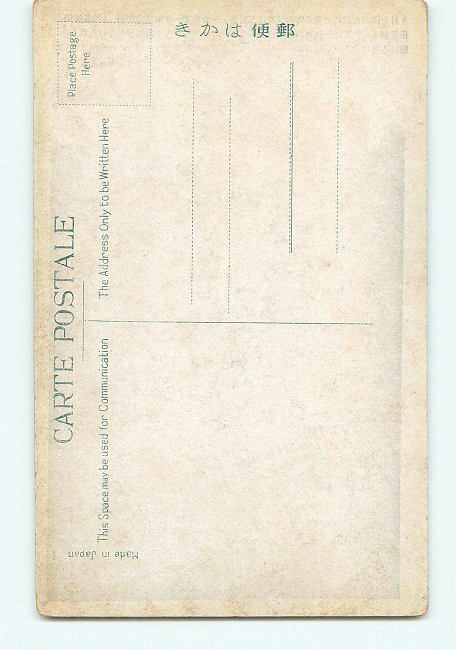 きかは便郵
Place Postage
Here
CARTE POSTALE
The Address Only to be Written Here
This Space may be used for Communication
Made in Japan